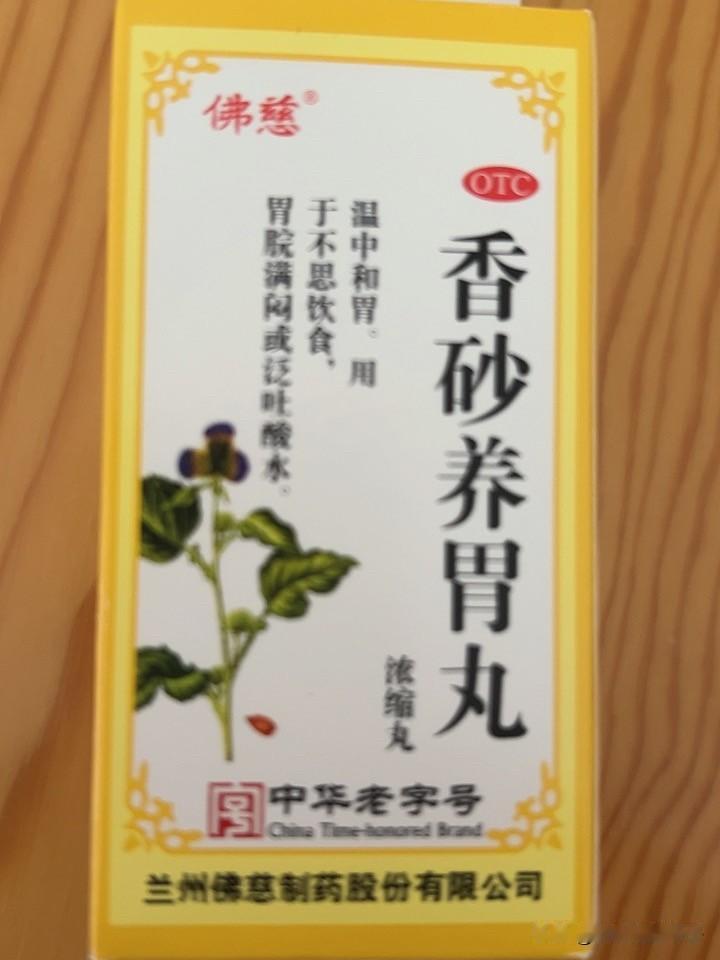 佛慈®
OTC
香砂养胃丸
浓缩丸
温中和胃。用
于不思饮食，
胃脘满闷或泛吐酸水。
中华老字号
China Time-honored Brand
兰州佛慈制药股份有限公司